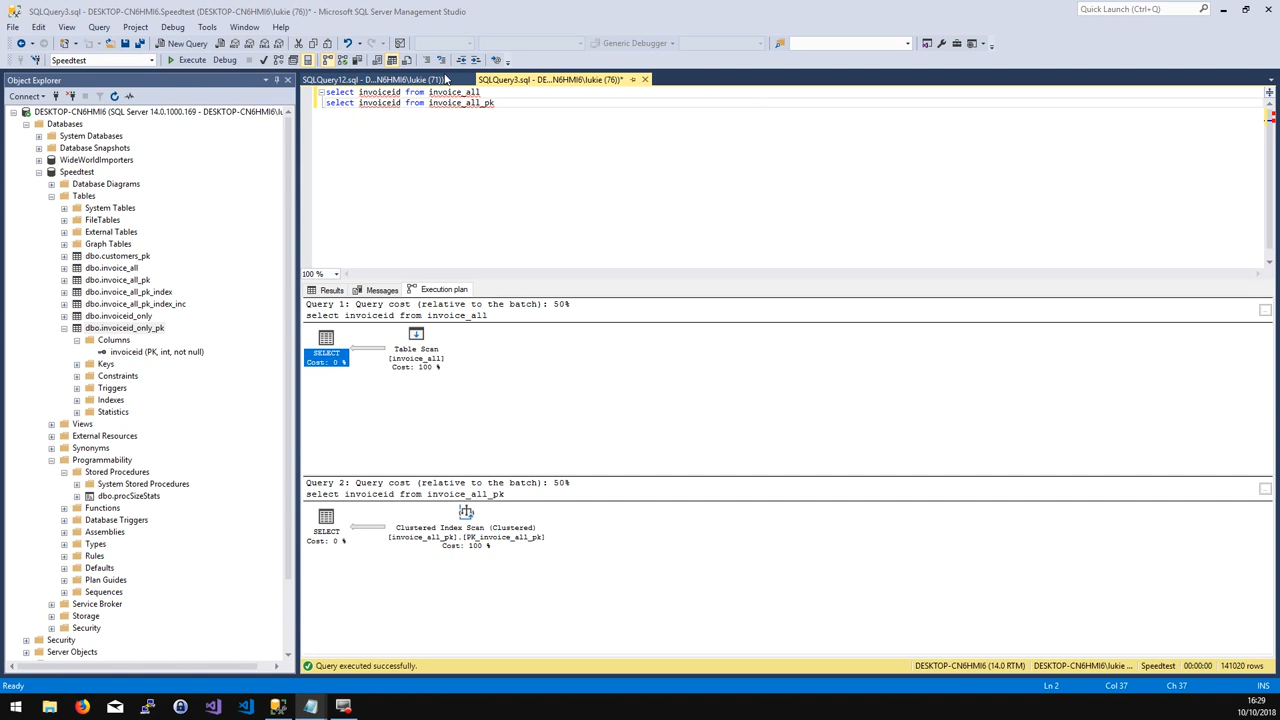 SQLQuery3.sql - DESKTOP-CN6HMI6.Speedtest (DESKTOP-CN6HMI6\lukie (76))* - Microsoft SQL Server Management Studio
Quick Launch (Ctrl+Q)
File Edit View Query Project Debug Tools Window Help
New Query
Generic Debugger
Speedtest
Execute Debug
Object Explorer
SQLQuery12.sql - D...N6HMI6\lukie (71))
SQLQuery3.sql - DE...N6HMI6\lukie (76))*
Connect
DESKTOP-CN6HMI6 (SQL Server 14.0.1000.169 - DESKTOP-CN6HMI6\lu
Databases
System Databases
Database Snapshots
WideWorldImporters
Speedtest
Database Diagrams
Tables
System Tables
FileTables
External Tables
Graph Tables
dbo.customers_pk
dbo.invoice_all
dbo.invoice_all_pk
dbo.invoice_all_pk_index
dbo.invoice_all_pk_index_inc
dbo.invoiceid_only
dbo.invoiceid_only_pk
Columns
invoiceid (PK, int, not null)
Keys
Constraints
Triggers
Indexes
Statistics
Views
External Resources
Synonyms
Programmability
Stored Procedures
System Stored Procedures
dbo.procSizeStats
Functions
Database Triggers
Assemblies
Types
Rules
Defaults
Plan Guides
Sequences
Service Broker
Storage
Security
Security
Server Objects
select invoiceid from invoice_all
select invoiceid from invoice_all_pk
100 %
Results Messages Execution plan
Query 1: Query cost (relative to the batch): 50%
select invoiceid from invoice_all
SELECT
Cost: 0 %
Table Scan
[invoice_all]
Cost: 100 %
Query 2: Query cost (relative to the batch): 50%
select invoiceid from invoice_all_pk
SELECT
Cost: 0 %
Clustered Index Scan (Clustered)
[invoice_all_pk].[PK_invoice_all_pk]
Cost: 100 %
Query executed successfully.
DESKTOP-CN6HMI6 (14.0 RTM) DESKTOP-CN6HMI6\lukie ... Speedtest 00:00:00 141020 rows
Ready
Ln 2 Col 37 Ch 37 INS
16:29
10/10/2018